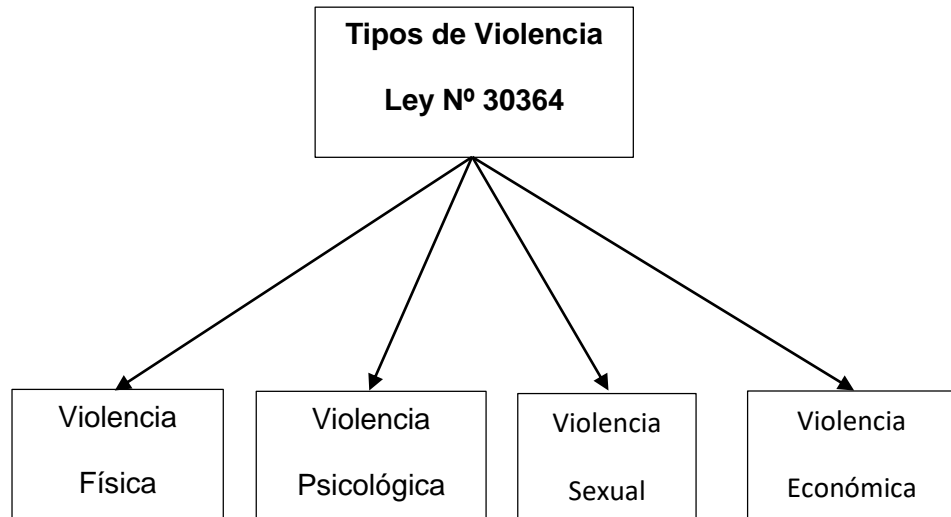 Tipos de Violencia
Ley Nº 30364
Violencia
Física
Violencia
Psicológica
Violencia
Sexual
Violencia
Económica